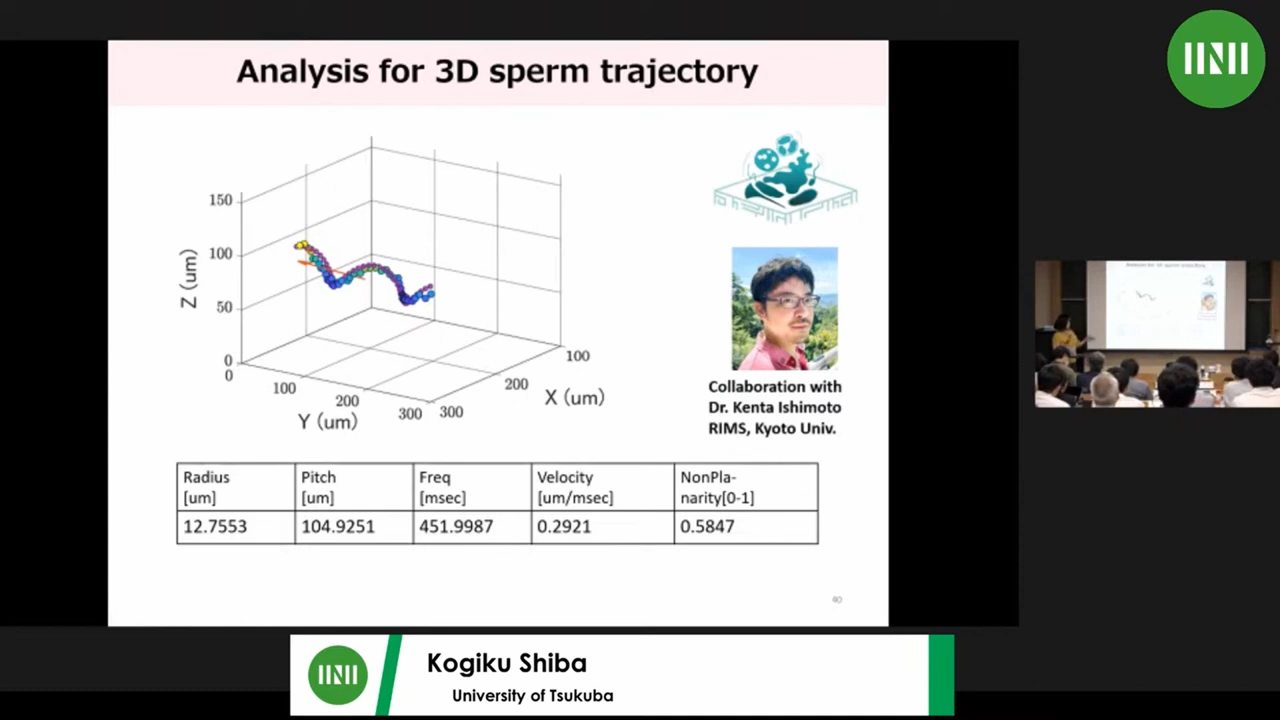 Analysis for 3D sperm trajectory
150
100
50
0
Z (um)
0
100
200
300
Y (um)
300
200
100
X (um)
Collaboration with
Dr. Kenta Ishimoto
RIMS, Kyoto Univ.
Radius
[um]
Pitch
[um]
Freq
[msec]
Velocity
[um/msec]
NonPla-
narity[0-1]
12.7553
104.9251
451.9987
0.2921
0.5847
40
Kogiku Shiba
University of Tsukuba